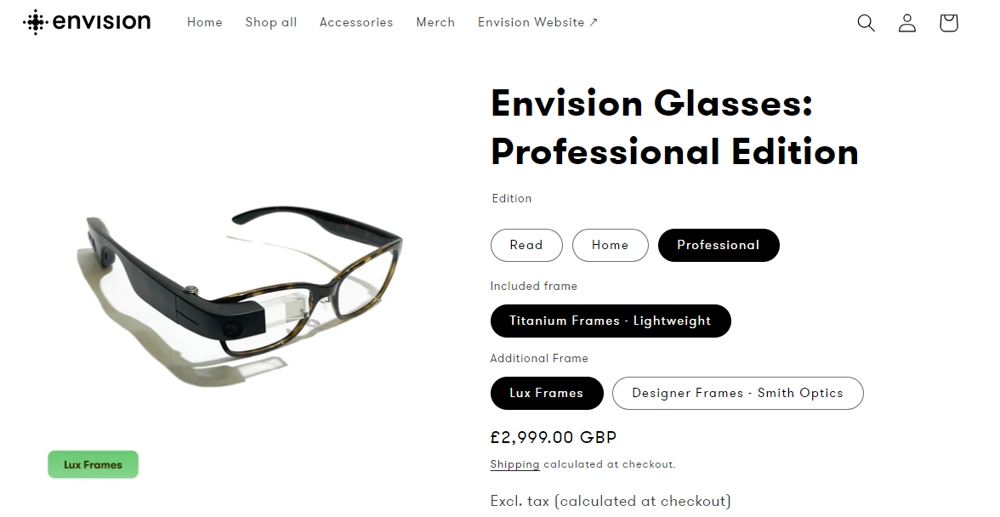 envision
Home Shop all Accessories Merch Envision Website ↗
Envision Glasses:
Professional Edition
Edition
Read Home Professional
Included frame
Titanium Frames - Lightweight
Additional Frame
Lux Frames Designer Frames - Smith Optics
£2,999.00 GBP
Shipping calculated at checkout.
Excl. tax (calculated at checkout)
Lux Frames